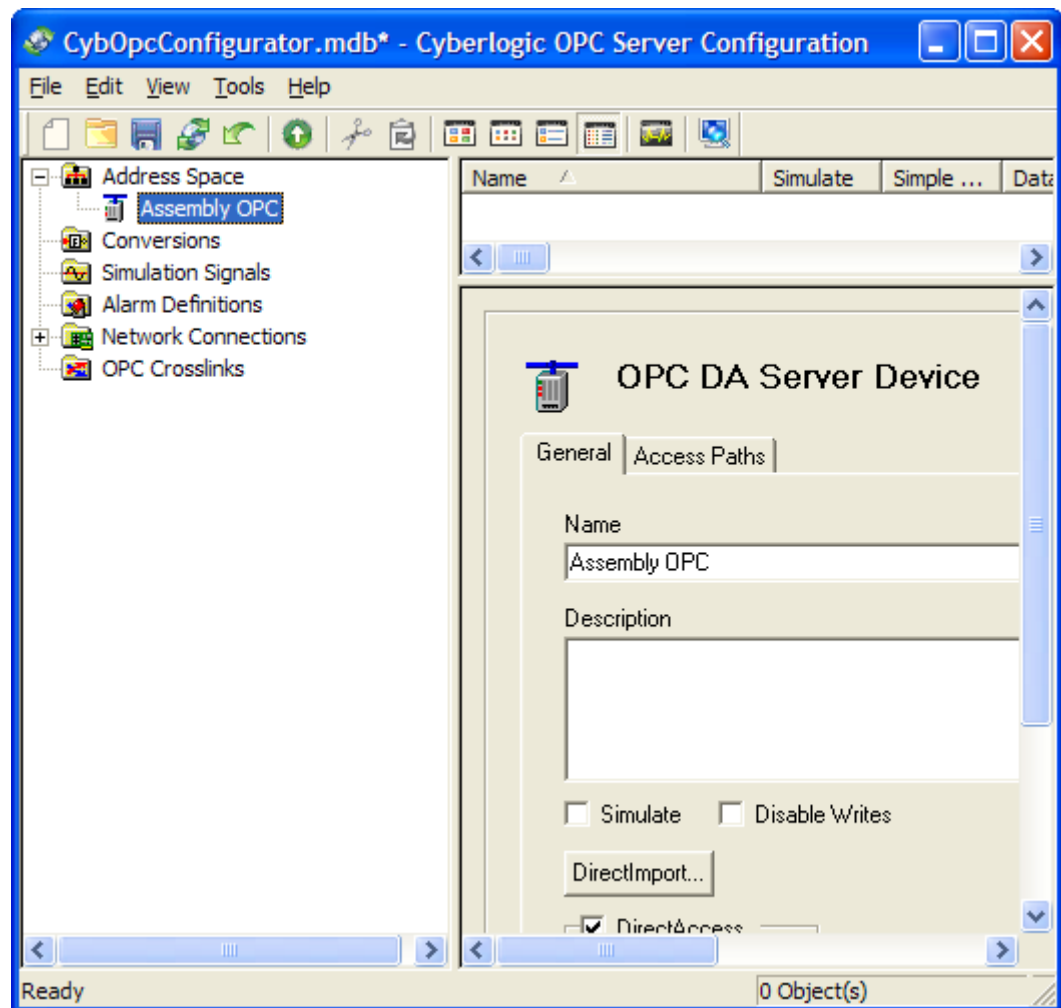 CybOpcConfigurator.mdb* - Cyberlogic OPC Server Configuration
File Edit View Tools Help
Address Space
Assembly OPC
Conversions
Simulation Signals
Alarm Definitions
Network Connections
OPC Crosslinks
Name Simulate Simple ... Data
OPC DA Server Device
General Access Paths
Name
Assembly OPC
Description
Simulate Disable Writes
DirectImport...
DirectAccess
Ready 0 Object(s)